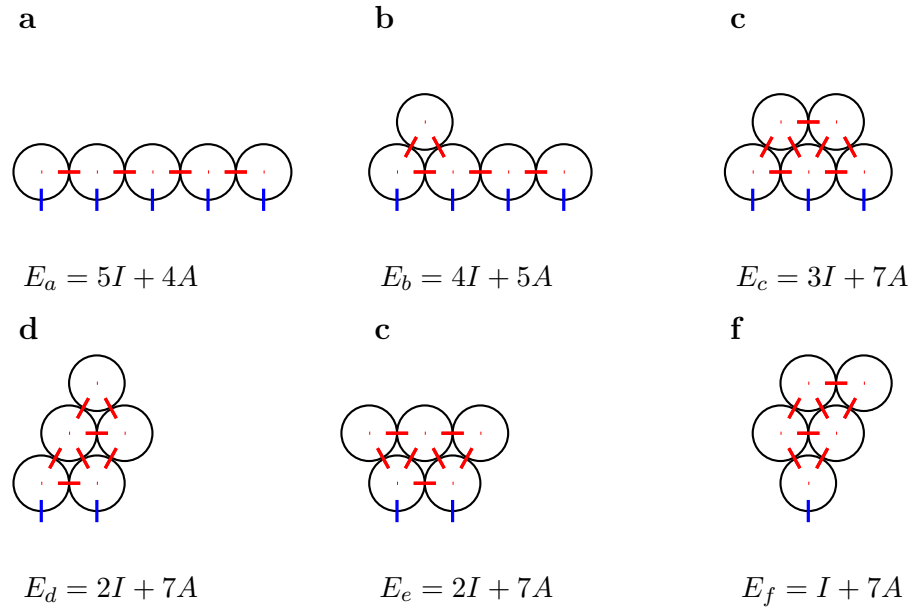 a b c
E_a = 5I + 4A E_b = 4I + 5A E_c = 3I + 7A
d c f
E_d = 2I + 7A E_e = 2I + 7A E_f = I + 7A